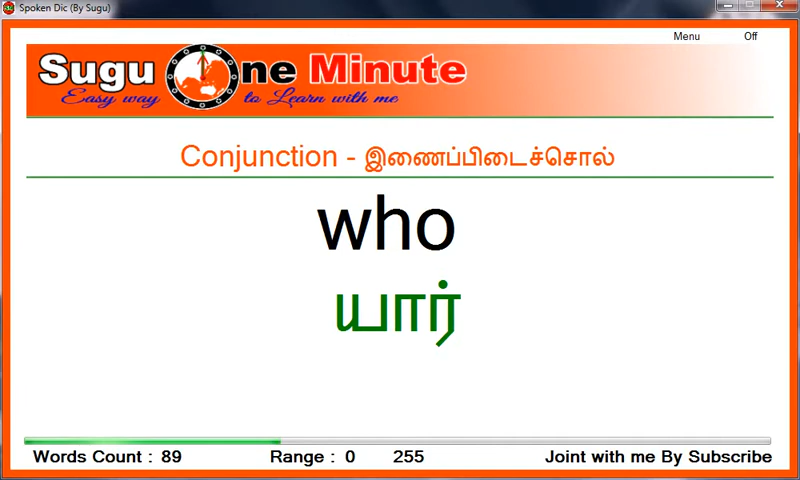 Spoken Dic (By Sugu)
Menu Off
Sugu One Minute
Easy way to Learn with me
Conjunction - இணைப்பிடைச்சொல்
who
யார்
Words Count : 89 Range : 0 255 Joint with me By Subscribe